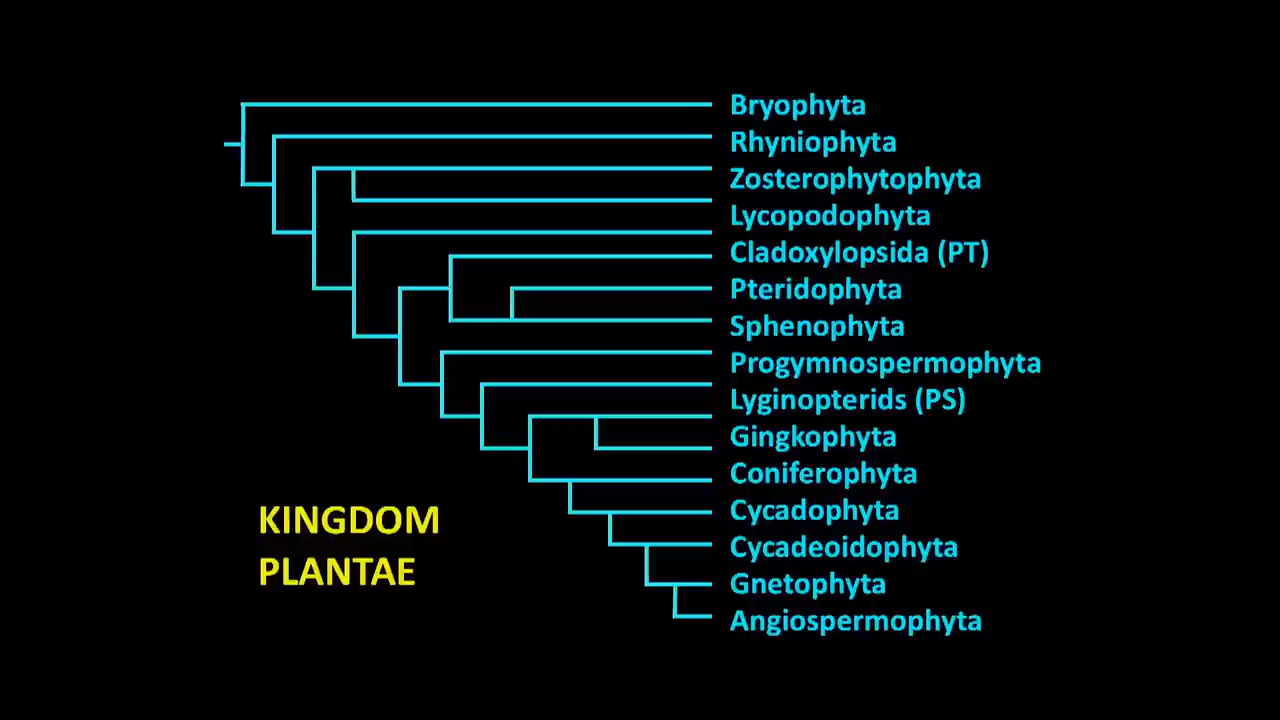 Bryophyta
Rhyniophyta
Zosterophytophyta
Lycopodophyta
Cladoxylopsida (PT)
Pteridophyta
Sphenophyta
Progymnospermophyta
Lyginopterids (PS)
Gingkophyta
Coniferophyta
Cycadophyta
Cycadeoidophyta
Gnetophyta
Angiospermophyta
KINGDOM
PLANTAE